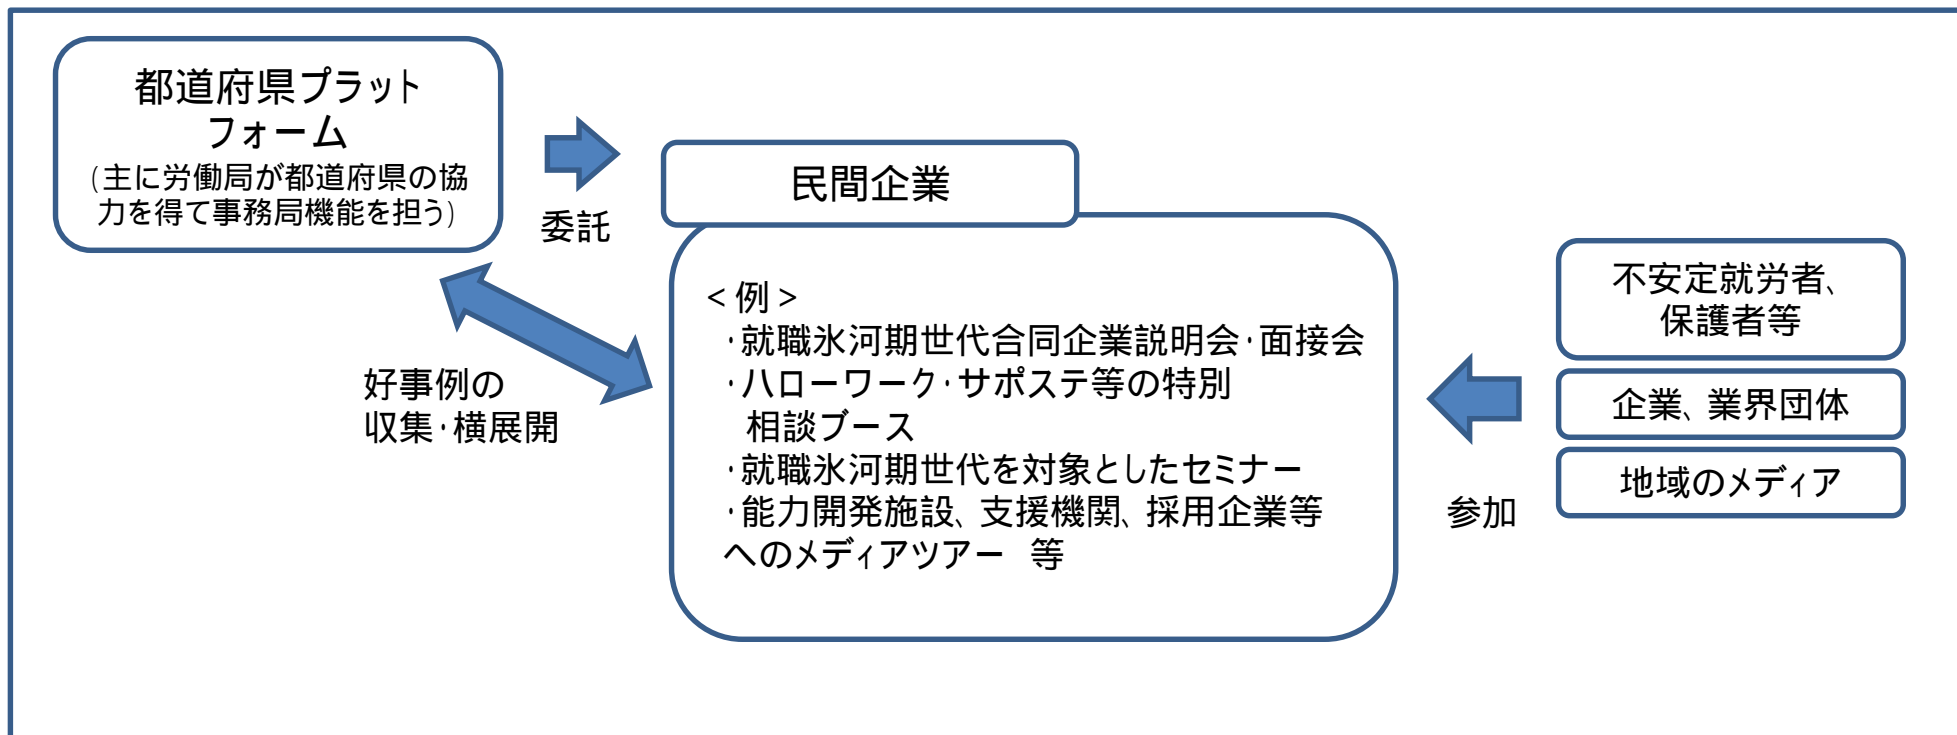 都道府県プラット
フォーム
(主に労働局が都道府県の協
力を得て事務局機能を担う)
委託
民間企業
<例>
・就職氷河期世代合同企業説明会・面接会
・ハローワーク・サポステ等の特別
相談ブース
・就職氷河期世代を対象としたセミナー
・能力開発施設、支援機関、採用企業等
へのメディアツアー 等
好事例の
収集・横展開
参加
不安定就労者、
保護者等
企業、業界団体
地域のメディア